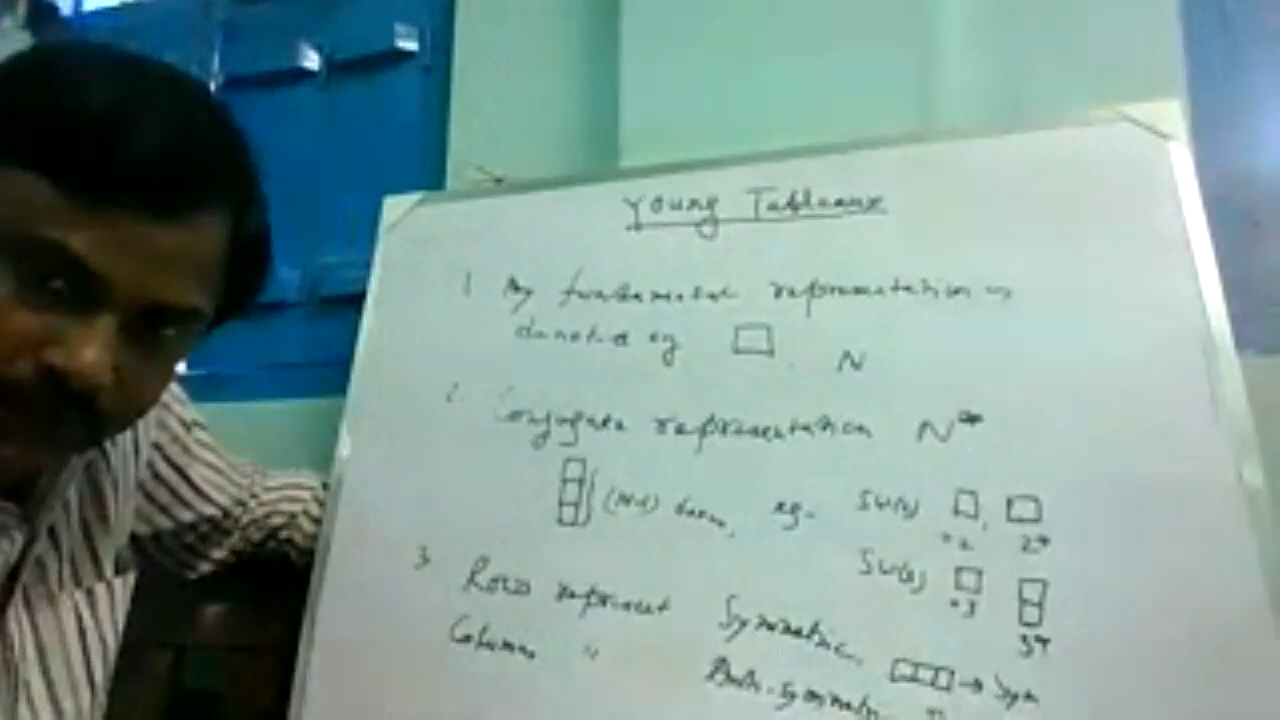 Young Tableaux
1 Any fundamental representation is
denoted by □. N
2 Conjugate representation N*
(N-1) boxes, eg. SU(2) □, □
2 2*
SU(3)
3 3*
3 Rows represent Symmetric, → Sym
Column " Anti-symmetric